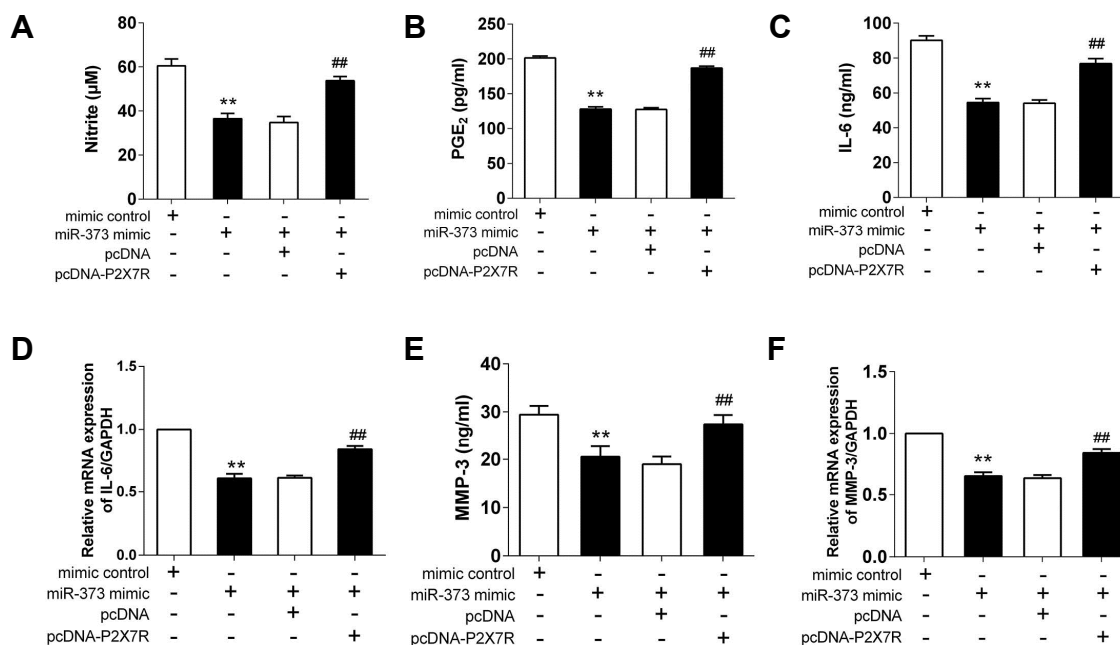 A
Nitrite (μM)
80
60
40
20
0
**
##
mimic control + - - -
miR-373 mimic - + + +
pcDNA - - + -
pcDNA-P2X7R - - - +
B
PGE2 (pg/ml)
250
200
150
100
50
0
**
##
mimic control + - - -
miR-373 mimic - + + +
pcDNA - - + -
pcDNA-P2X7R - - - +
C
IL-6 (ng/ml)
100
80
60
40
20
0
**
##
mimic control + - - -
miR-373 mimic - + + +
pcDNA - - + -
pcDNA-P2X7R - - - +
D
Relative mRNA expression
of IL-6/GAPDH
1.5
1.0
0.5
0.0
**
##
mimic control + - - -
miR-373 mimic - + + +
pcDNA - - + -
pcDNA-P2X7R - - - +
E
MMP-3 (ng/ml)
40
30
20
10
0
**
##
mimic control + - - -
miR-373 mimic - + + +
pcDNA - - + -
pcDNA-P2X7R - - - +
F
Relative mRNA expression
of MMP-3/GAPDH
1.5
1.0
0.5
0.0
**
##
mimic control + - - -
miR-373 mimic - + + +
pcDNA - - + -
pcDNA-P2X7R - - - +